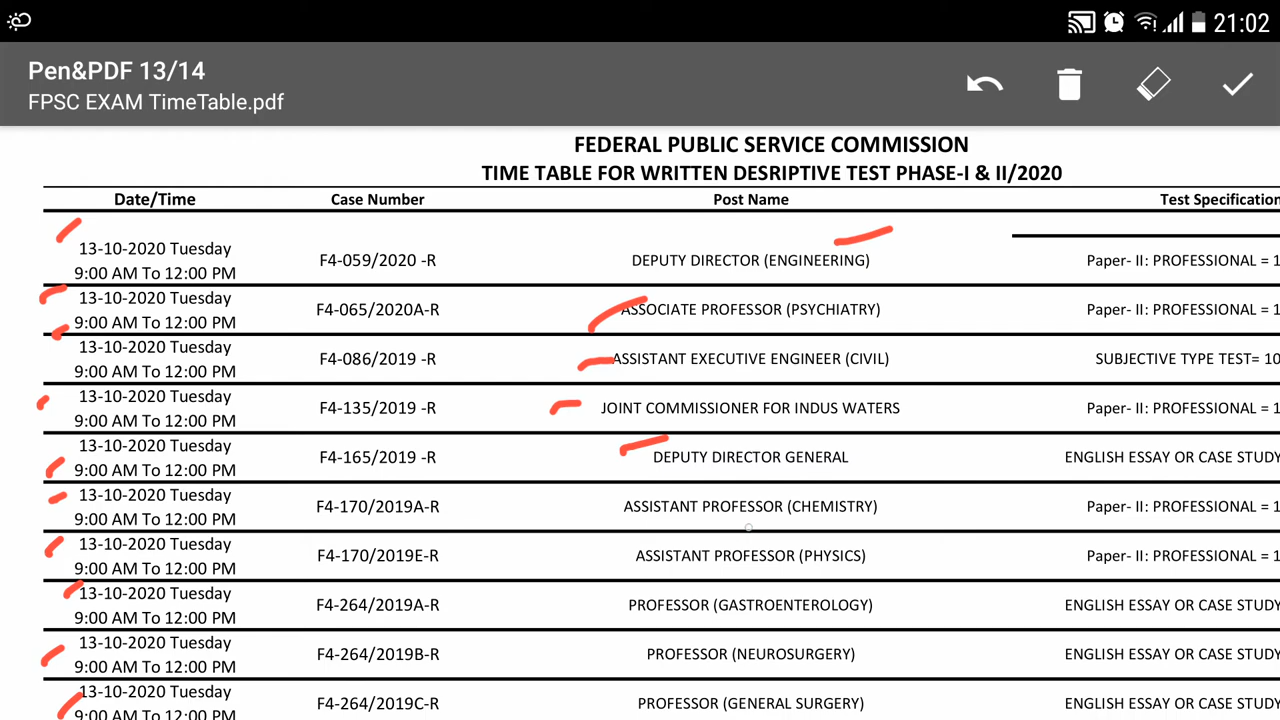 21:02
Pen&PDF 13/14
FPSC EXAM TimeTable.pdf
FEDERAL PUBLIC SERVICE COMMISSION
TIME TABLE FOR WRITTEN DESRIPTIVE TEST PHASE-I & II/2020
Date/Time Case Number Post Name Test Specification
13-10-2020 Tuesday
9:00 AM To 12:00 PM F4-059/2020 -R DEPUTY DIRECTOR (ENGINEERING) Paper- II: PROFESSIONAL = 1
13-10-2020 Tuesday
9:00 AM To 12:00 PM F4-065/2020A-R ASSOCIATE PROFESSOR (PSYCHIATRY) Paper- II: PROFESSIONAL = 1
13-10-2020 Tuesday
9:00 AM To 12:00 PM F4-086/2019 -R ASSISTANT EXECUTIVE ENGINEER (CIVIL) SUBJECTIVE TYPE TEST= 10
13-10-2020 Tuesday
9:00 AM To 12:00 PM F4-135/2019 -R JOINT COMMISSIONER FOR INDUS WATERS Paper- II: PROFESSIONAL = 1
13-10-2020 Tuesday
9:00 AM To 12:00 PM F4-165/2019 -R DEPUTY DIRECTOR GENERAL ENGLISH ESSAY OR CASE STUDY
13-10-2020 Tuesday
9:00 AM To 12:00 PM F4-170/2019A-R ASSISTANT PROFESSOR (CHEMISTRY) Paper- II: PROFESSIONAL = 1
13-10-2020 Tuesday
9:00 AM To 12:00 PM F4-170/2019E-R ASSISTANT PROFESSOR (PHYSICS) Paper- II: PROFESSIONAL = 1
13-10-2020 Tuesday
9:00 AM To 12:00 PM F4-264/2019A-R PROFESSOR (GASTROENTEROLOGY) ENGLISH ESSAY OR CASE STUDY
13-10-2020 Tuesday
9:00 AM To 12:00 PM F4-264/2019B-R PROFESSOR (NEUROSURGERY) ENGLISH ESSAY OR CASE STUDY
13-10-2020 Tuesday
9:00 AM To 12:00 PM F4-264/2019C-R PROFESSOR (GENERAL SURGERY) ENGLISH ESSAY OR CASE STUDY